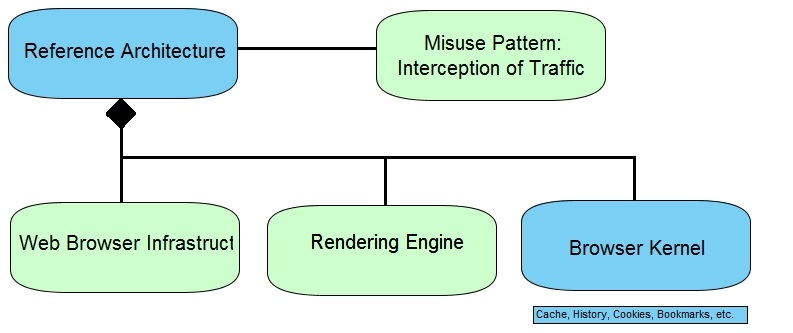 Reference Architecture
Misuse Pattern:
Interception of Traffic
Web Browser Infrastruct
Rendering Engine
Browser Kernel
Cache, History, Cookies, Bookmarks, etc.